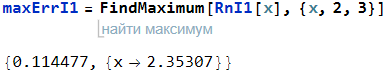 maxErrI1 = FindMaximum[RnI1[x], {x, 2, 3}]
найти максимум
{0.114477, {x → 2.35307}}